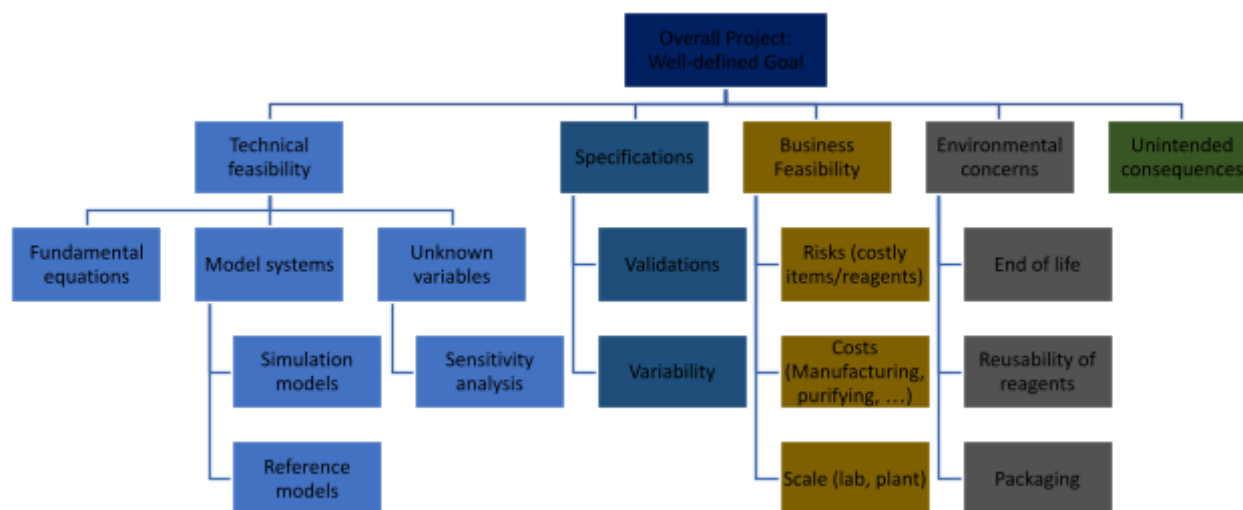 Overall Project:
Well-defined Goal
Technical
feasibility
Specifications
Business
Feasibility
Environmental
concerns
Unintended
consequences
Fundamental
equations
Model systems
Unknown
variables
Validations
Risks (costly
items/reagents)
End of life
Simulation
models
Sensitivity
analysis
Variability
Costs
(Manufacturing,
purifying, ...)
Reusability of
reagents
Reference
models
Scale (lab, plant)
Packaging